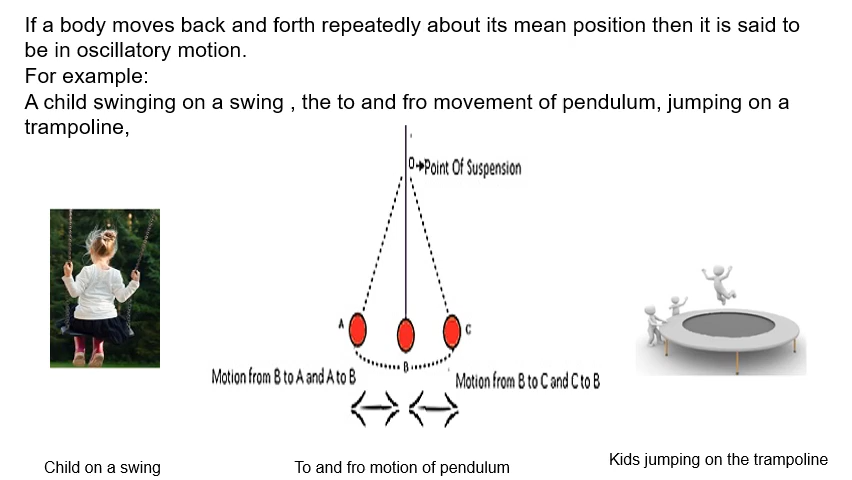 If a body moves back and forth repeatedly about its mean position then it is said to
be in oscillatory motion.
For example:
A child swinging on a swing , the to and fro movement of pendulum, jumping on a
trampoline,
O→Point Of Suspension
A
C
B
Motion from B to A and A to B
Motion from B to C and C to B
Child on a swing
To and fro motion of pendulum
Kids jumping on the trampoline